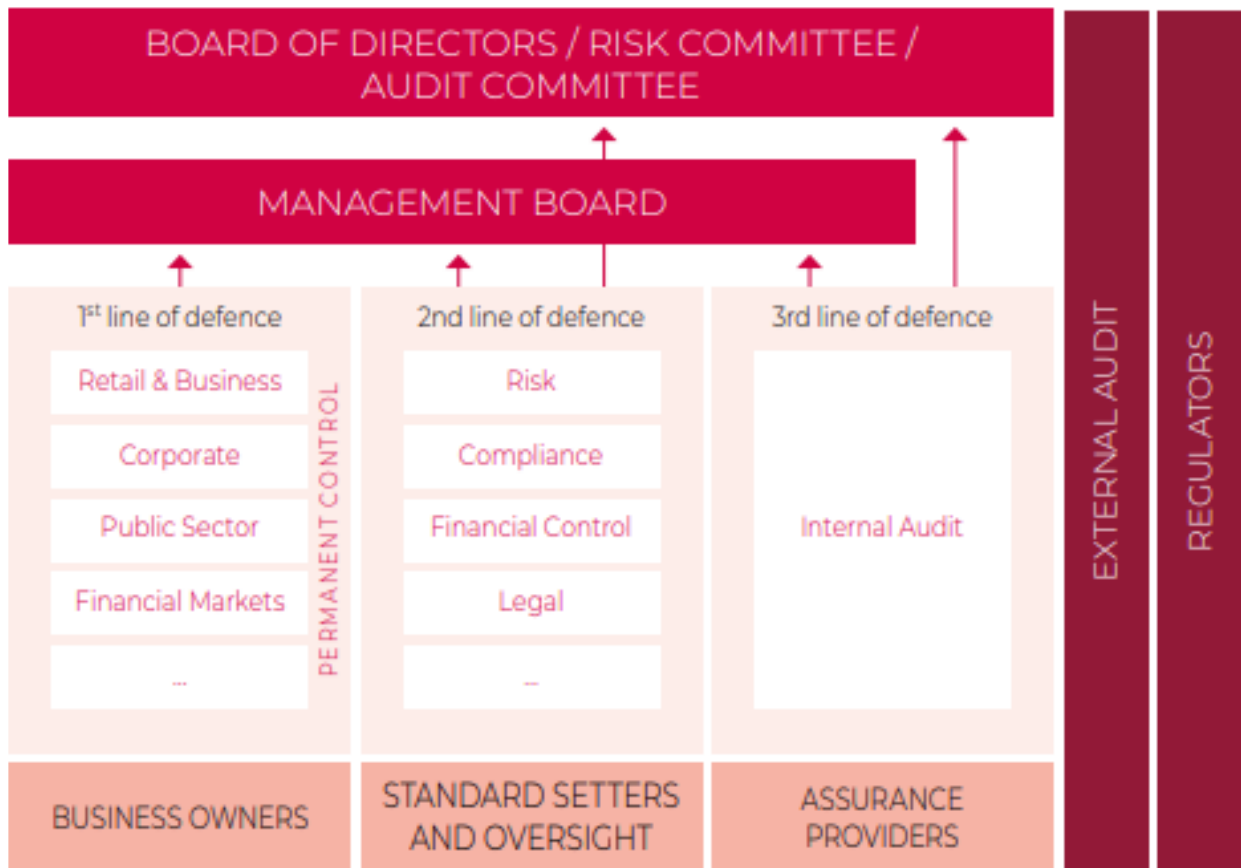 BOARD OF DIRECTORS / RISK COMMITTEE /
AUDIT COMMITTEE
MANAGEMENT BOARD
1st line of defence
Retail & Business
Corporate
Public Sector
Financial Markets
...
PERMANENT CONTROL
2nd line of defence
Risk
Compliance
Financial Control
Legal
...
3rd line of defence
Internal Audit
BUSINESS OWNERS
STANDARD SETTERS
AND OVERSIGHT
ASSURANCE
PROVIDERS
EXTERNAL AUDIT
REGULATORS